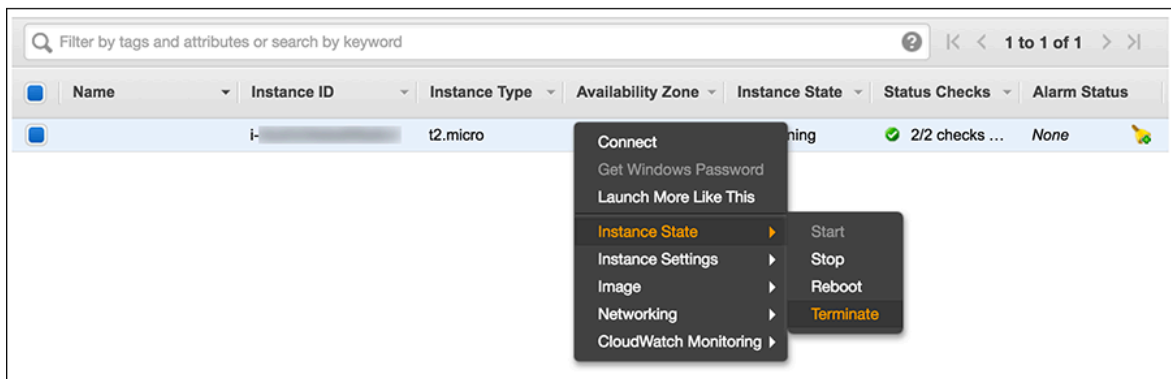 Filter by tags and attributes or search by keyword
1 to 1 of 1
Name Instance ID Instance Type Availability Zone Instance State Status Checks Alarm Status
i- t2.micro ning 2/2 checks ... None
Connect
Get Windows Password
Launch More Like This
Instance State Start
Instance Settings Stop
Image Reboot
Networking Terminate
CloudWatch Monitoring